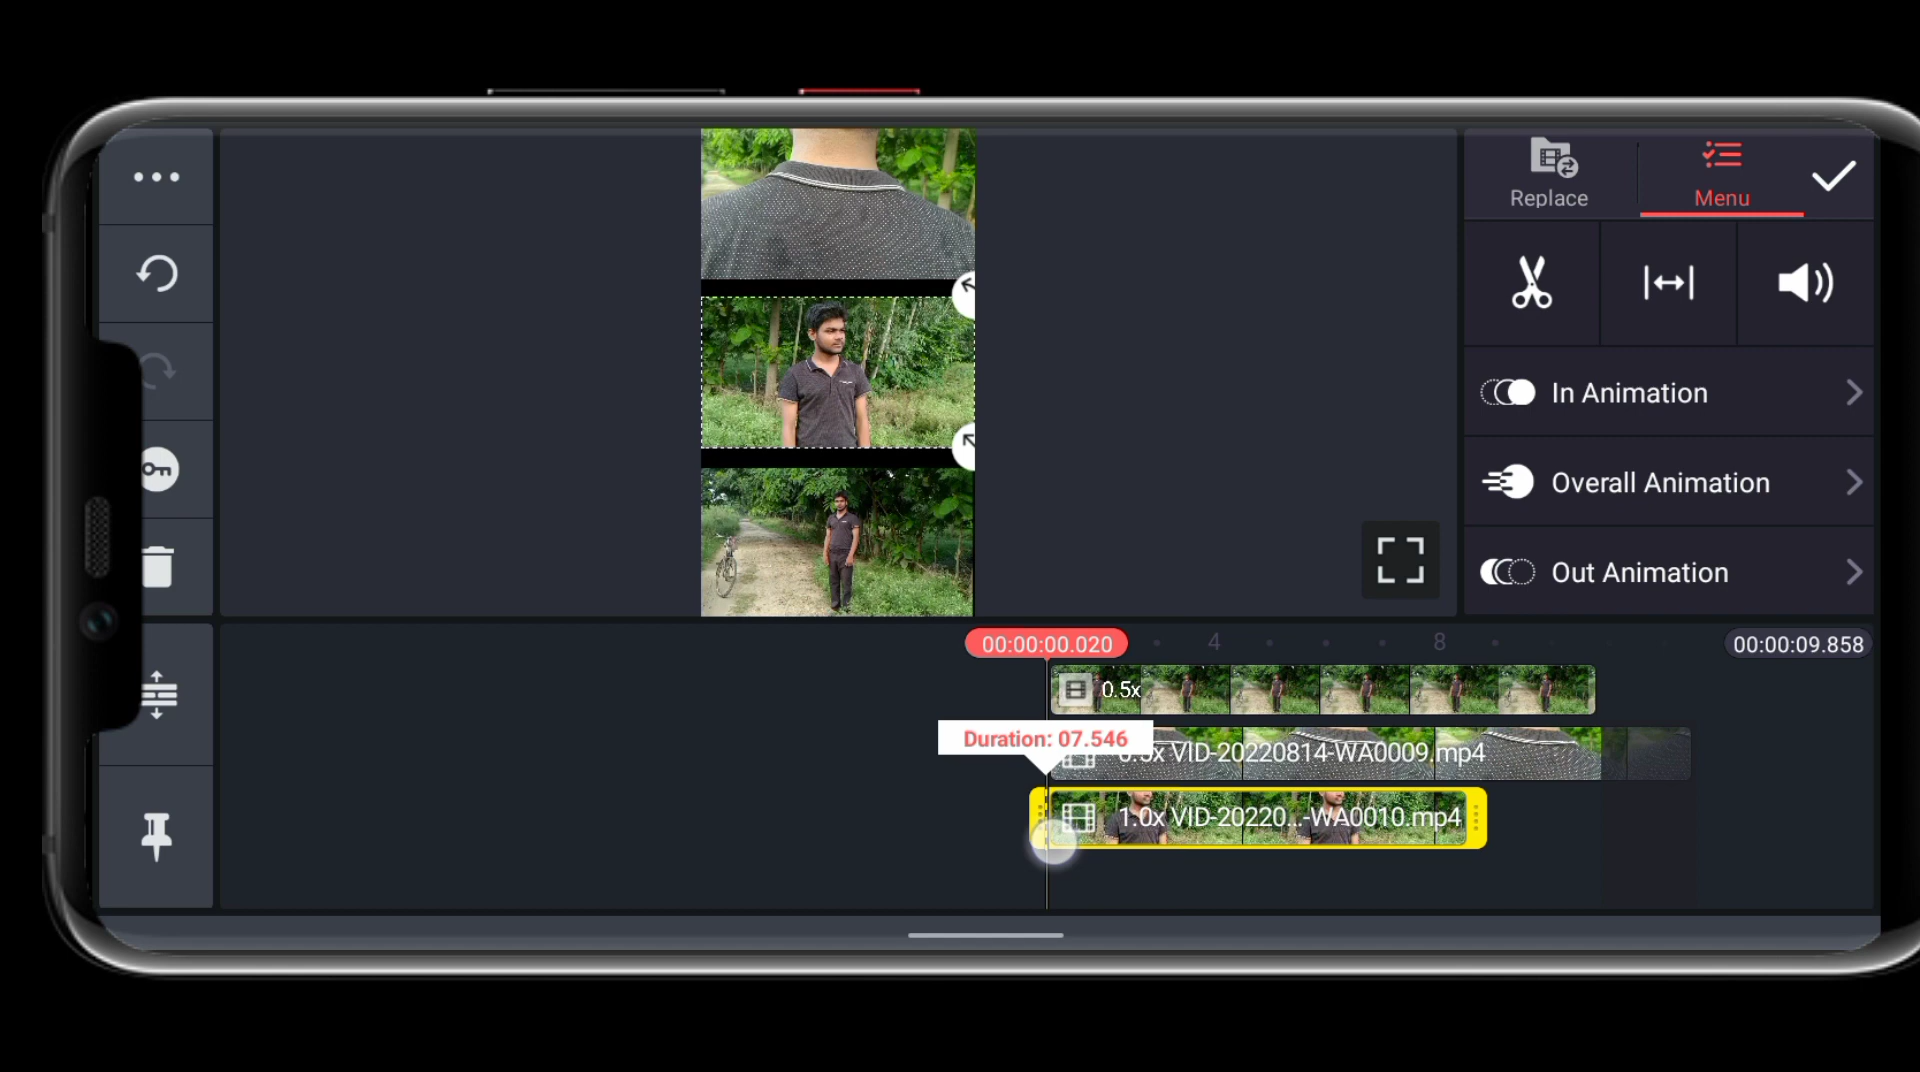 Replace
Menu
In Animation
Overall Animation
Out Animation
00:00:00.020
4
8
00:00:09.858
0.5x
Duration: 07.546
0.5x VID-20220814-WA0009.mp4
1.0x VID-20220...-WA0010.mp4